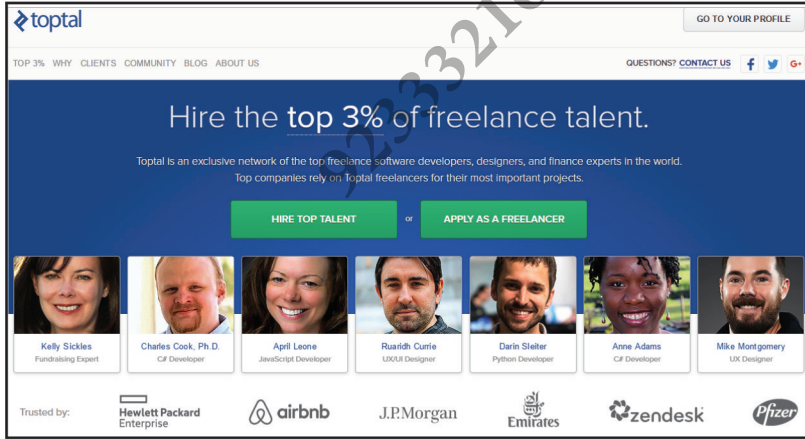 toptal
GO TO YOUR PROFILE
TOP 3% WHY CLIENTS COMMUNITY BLOG ABOUT US
QUESTIONS? CONTACT US
Hire the top 3% of freelance talent.
Toptal is an exclusive network of the top freelance software developers, designers, and finance experts in the world.
Top companies rely on Toptal freelancers for their most important projects.
HIRE TOP TALENT or APPLY AS A FREELANCER
Kelly Sickles
Fundraising Expert
Charles Cook, Ph.D.
C# Developer
April Leone
JavaScript Developer
Ruaridh Currie
UX/UI Designer
Darin Sleiter
Python Developer
Anne Adams
C# Developer
Mike Montgomery
UX Designer
Trusted by:
Hewlett Packard
Enterprise
airbnb
J.P.Morgan
Emirates
zendesk
Pfizer